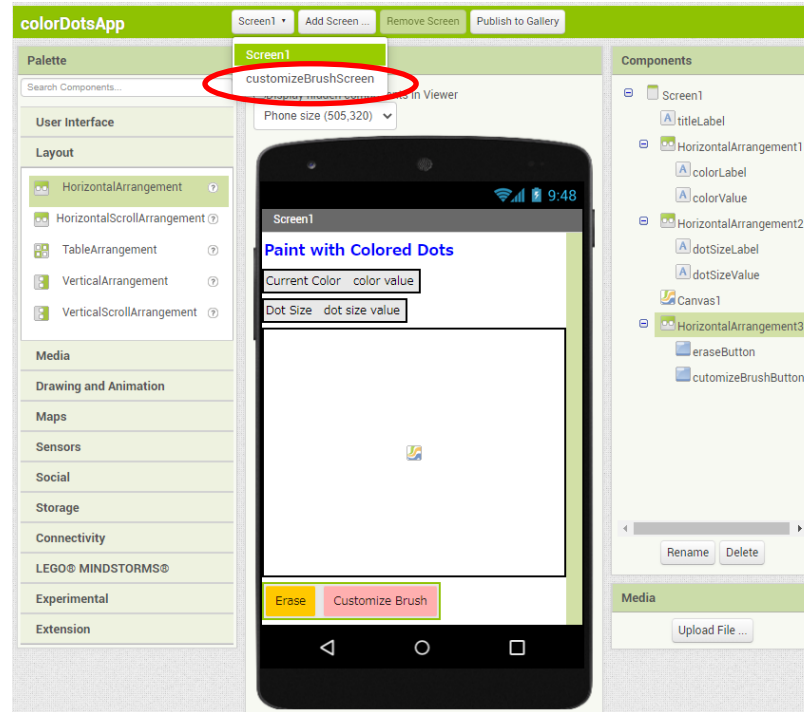 colorDotsApp
Screen1
Add Screen ...
Remove Screen
Publish to Gallery
Screen1
customizeBrushScreen
Palette
Search Components...
User Interface
Layout
HorizontalArrangement
HorizontalScrollArrangement
TableArrangement
VerticalArrangement
VerticalScrollArrangement
Media
Drawing and Animation
Maps
Sensors
Social
Storage
Connectivity
LEGO® MINDSTORMS®
Experimental
Extension
Display hidden components in Viewer
Phone size (505,320)
9:48
Screen1
Paint with Colored Dots
Current Color color value
Dot Size dot size value
Erase
Customize Brush
Components
Screen1
titleLabel
HorizontalArrangement1
colorLabel
colorValue
HorizontalArrangement2
dotSizeLabel
dotSizeValue
Canvas1
HorizontalArrangement3
eraseButton
cutomizeBrushButton
Rename
Delete
Media
Upload File ...